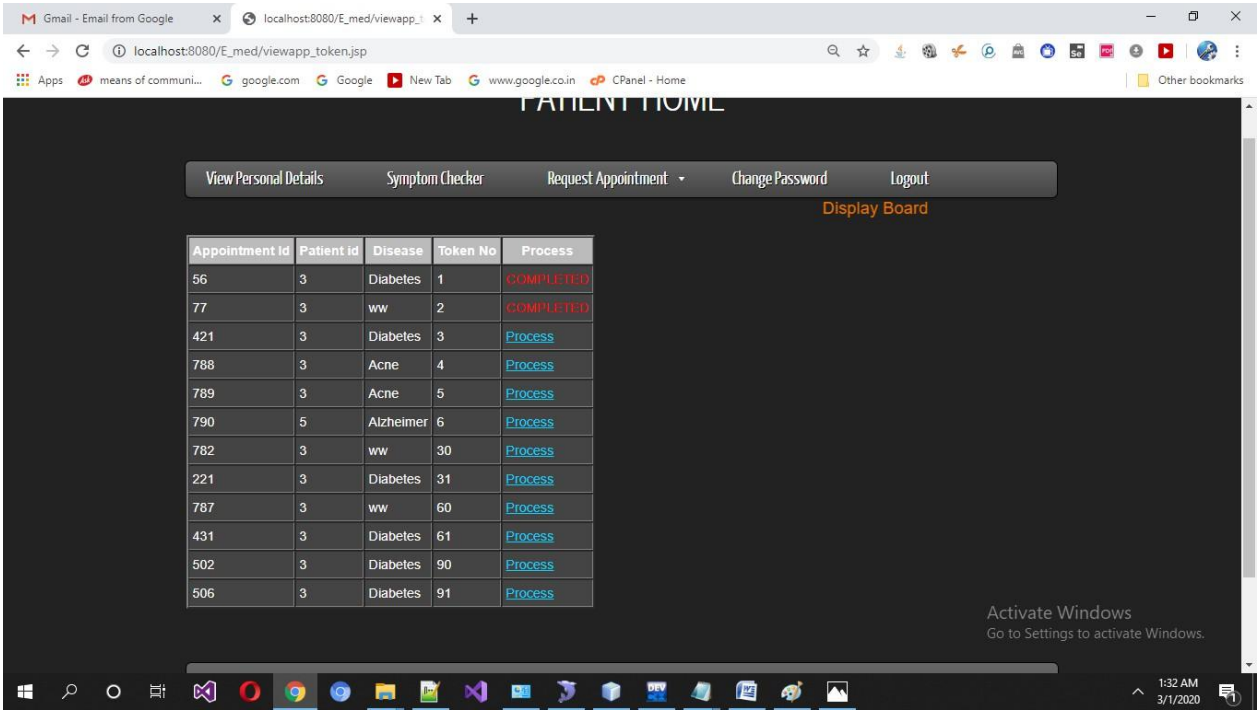 Gmail - Email from Google
localhost:8080/E_med/viewapp_t
localhost:8080/E_med/viewapp_token.jsp
Apps means of communi... google.com Google New Tab www.google.co.in CPanel - Home Other bookmarks
PATIENT HOME
View Personal Details Symptom Checker Request Appointment Change Password Logout
Display Board
Appointment Id Patient id Disease Token No Process
56 3 Diabetes 1 COMPLETED
77 3 ww 2 COMPLETED
421 3 Diabetes 3 Process
788 3 Acne 4 Process
789 3 Acne 5 Process
790 5 Alzheimer 6 Process
782 3 ww 30 Process
221 3 Diabetes 31 Process
787 3 ww 60 Process
431 3 Diabetes 61 Process
502 3 Diabetes 90 Process
506 3 Diabetes 91 Process
Activate Windows
Go to Settings to activate Windows.
1:32 AM
3/1/2020